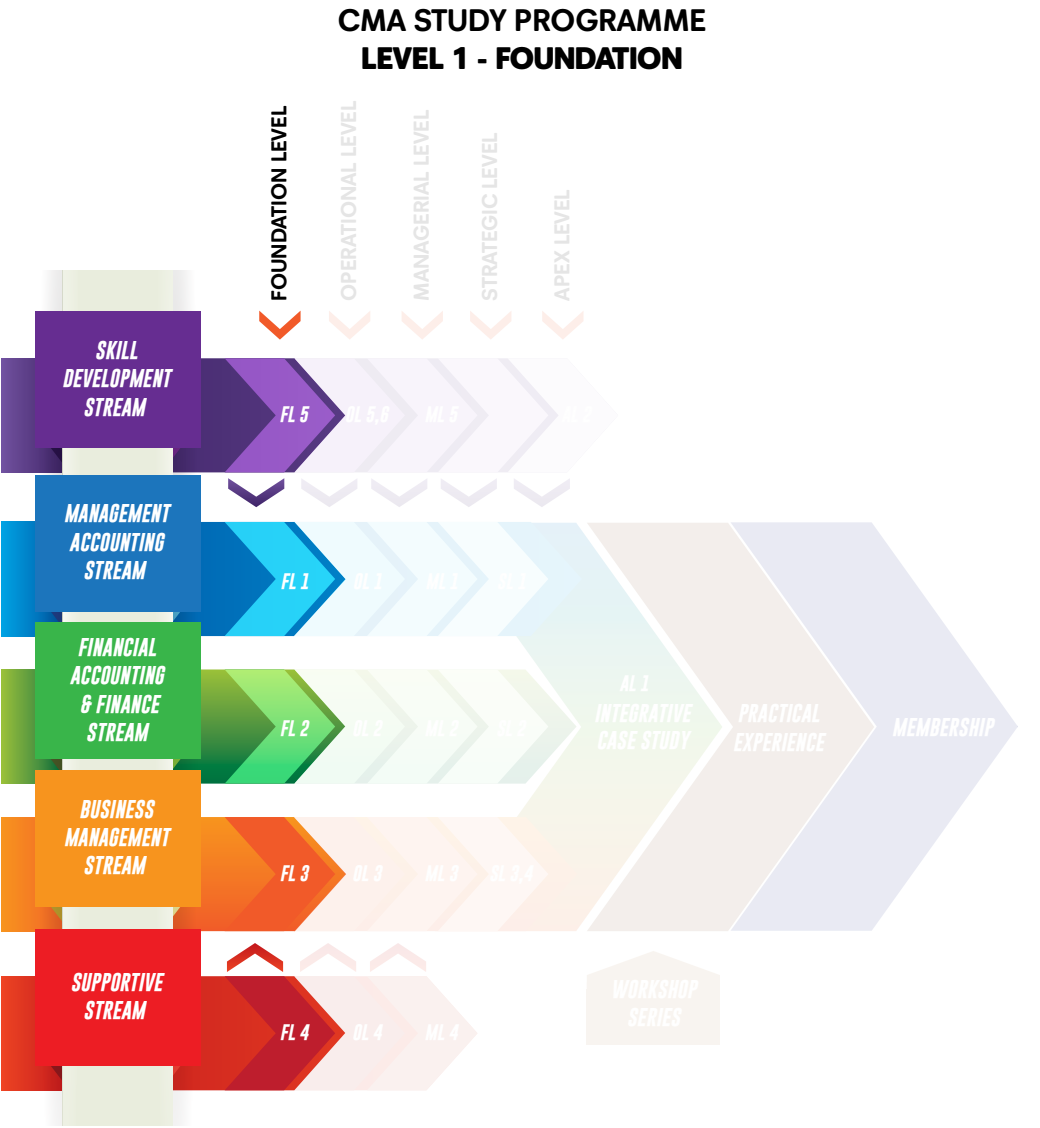 CMA STUDY PROGRAMME
LEVEL 1 - FOUNDATION
FOUNDATION LEVEL
OPERATIONAL LEVEL
MANAGERIAL LEVEL
STRATEGIC LEVEL
APEX LEVEL
SKILL
DEVELOPMENT
STREAM
FL 5
OL 5,6
ML 5
MANAGEMENT
ACCOUNTING
STREAM
FL 1
OL 1
ML 1
SL 1
FINANCIAL
ACCOUNTING
& FINANCE
STREAM
FL 2
OL 2
ML 2
SL 2
AL 1
INTEGRATIVE
CASE STUDY
PRACTICAL
EXPERIENCE
MEMBERSHIP
BUSINESS
MANAGEMENT
STREAM
FL 3
OL 3
ML 3
SL 3,4
SUPPORTIVE
STREAM
FL 4
OL 4
ML 4
WORKSHOP
SERIES